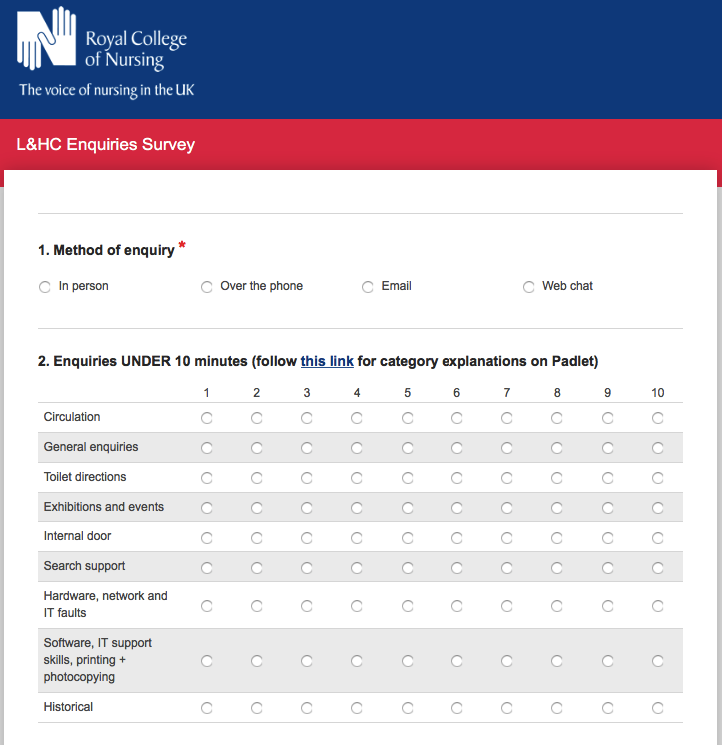 Royal College
of Nursing
The voice of nursing in the UK
L&HC Enquiries Survey
1. Method of enquiry *
In person Over the phone Email Web chat
2. Enquiries UNDER 10 minutes (follow this link for category explanations on Padlet)
1 2 3 4 5 6 7 8 9 10
Circulation
General enquiries
Toilet directions
Exhibitions and events
Internal door
Search support
Hardware, network and
IT faults
Software, IT support
skills, printing +
photocopying
Historical